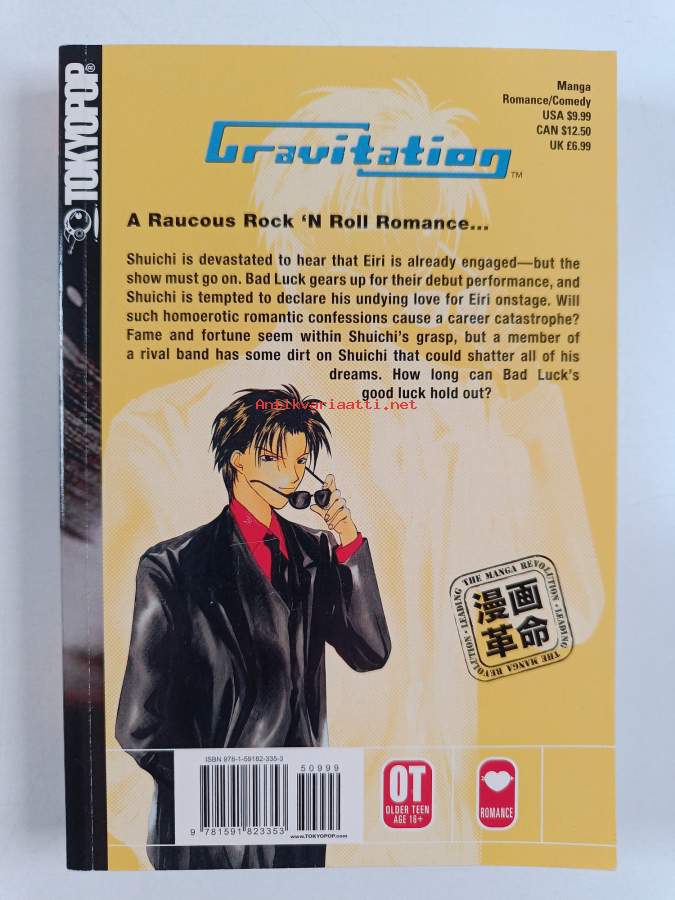 TOKYOPOP®
Manga
Romance/Comedy
USA $9.99
CAN $12.50
UK £6.99
Gravitation™
A Raucous Rock ‘N Roll Romance...
Shuichi is devastated to hear that Eiri is already engaged—but the
show must go on. Bad Luck gears up for their debut performance, and
Shuichi is tempted to declare his undying love for Eiri onstage. Will
such homoerotic romantic confessions cause a career catastrophe?
Fame and fortune seem within Shuichi’s grasp, but a member of
a rival band has some dirt on Shuichi that could shatter all of his
dreams. How long can Bad Luck’s
good luck hold out?
Antikvariaatti.net
LEADING THE MANGA REVOLUTION • LEADING THE MANGA REVOLUTION •
漫画
革命
ISBN 978-1-59182-335-3
50999
9 781591 823353
www.TOKYOPOP.com
OT
OLDER TEEN
AGE 16+
ROMANCE